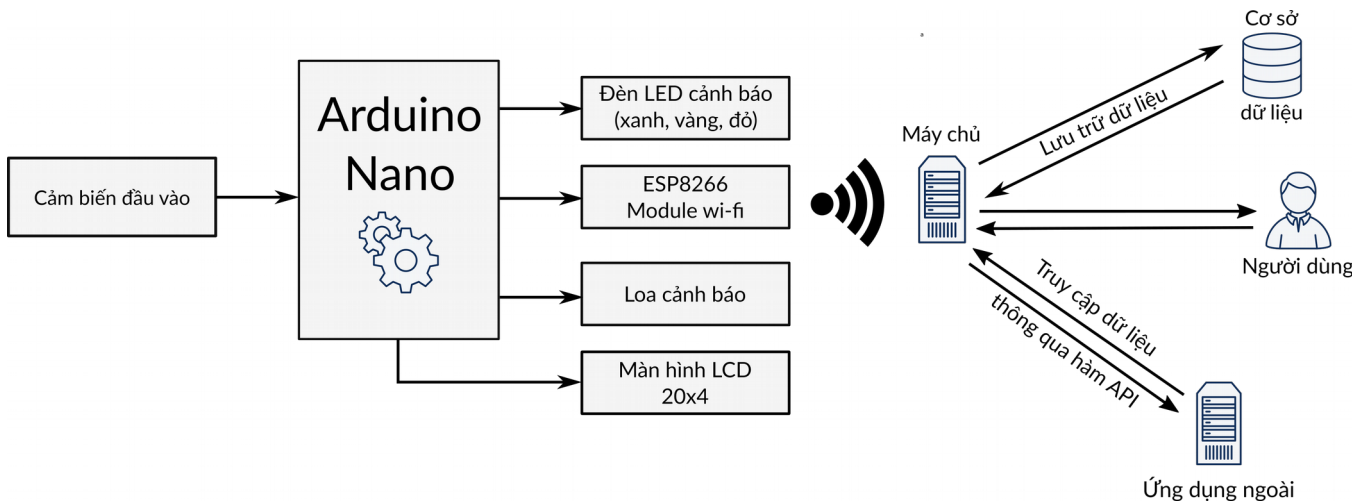 Cảm biến đầu vào
Arduino
Nano
Đèn LED cảnh báo
(xanh, vàng, đỏ)
ESP8266
Module wi-fi
Loa cảnh báo
Màn hình LCD
20x4
Máy chủ
Cơ sở
dữ liệu
Lưu trữ dữ liệu
Người dùng
Truy cập dữ liệu
thông qua hàm API
Ứng dụng ngoài